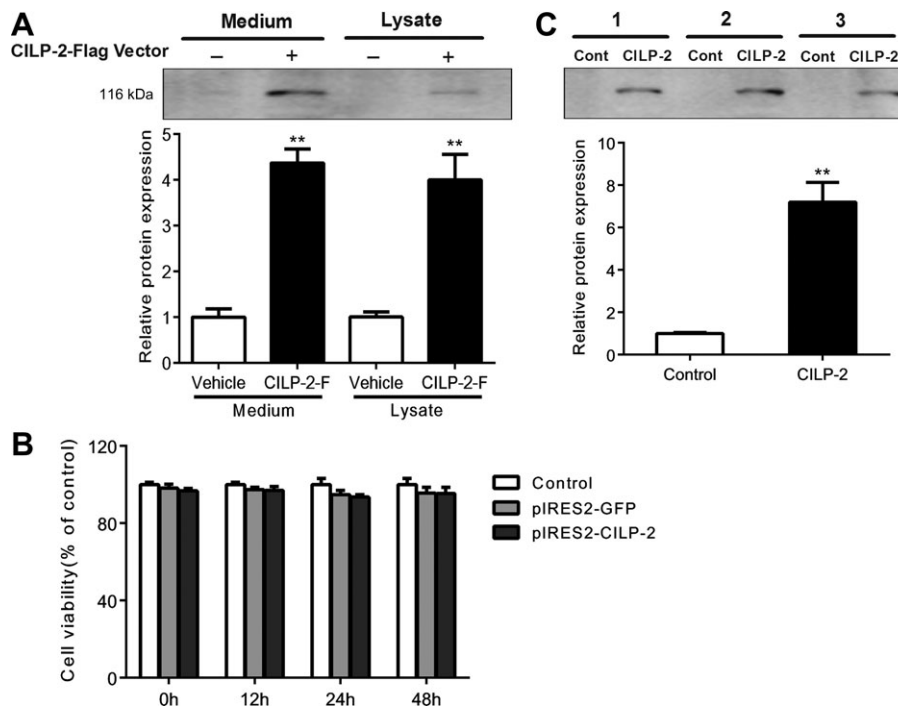 A
Medium Lysate
CILP-2-Flag Vector − + − +
116 kDa
Relative protein expression
5
4
3
2
1
0
**
**
Vehicle CILP-2-F Vehicle CILP-2-F
Medium Lysate
C
1 2 3
Cont CILP-2 Cont CILP-2 Cont CILP-2
Relative protein expression
10
8
6
4
2
0
**
Control CILP-2
B
Cell viability(% of control)
120
80
40
0
0h 12h 24h 48h
Control
pIRES2-GFP
pIRES2-CILP-2